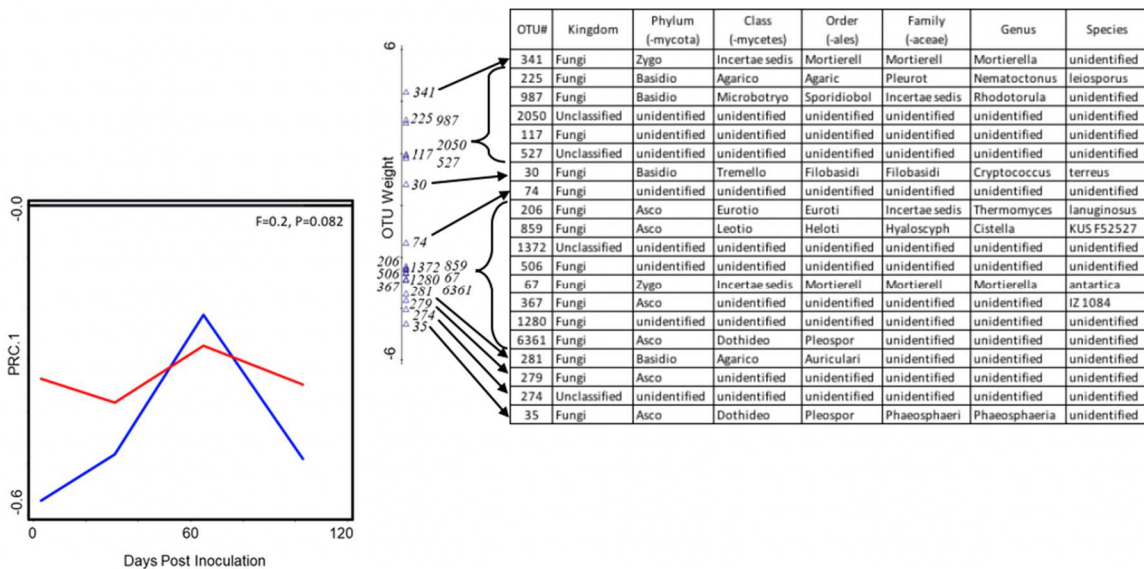 -0.0
F=0.2, P=0.082
PRC.1
-0.6
0 60 120
Days Post Inoculation
6
OTU Weight
-6
341
225 987
117 2050
527
30
74
206 1372 859
506 1280 67
367 281 6361
279
274
35
OTU# Kingdom Phylum (-mycota) Class (-mycetes) Order (-ales) Family (-aceae) Genus Species
341 Fungi Zygo Incertae sedis Mortierell Mortierell Mortierella unidentified
225 Fungi Basidio Agarico Agaric Pleurot Nematoctonus leiosporus
987 Fungi Basidio Microbotryo Sporidiobol Incertae sedis Rhodotorula unidentified
2050 Unclassified unidentified unidentified unidentified unidentified unidentified unidentified
117 Fungi unidentified unidentified unidentified unidentified unidentified unidentified
527 Unclassified unidentified unidentified unidentified unidentified unidentified unidentified
30 Fungi Basidio Tremello Filobasidi Filobasidi Cryptococcus terreus
74 Fungi unidentified unidentified unidentified unidentified unidentified unidentified
206 Fungi Asco Eurotio Euroti Incertae sedis Thermomyces lanuginosus
859 Fungi Asco Leotio Heloti Hyaloscyph Cistella KUS F52527
1372 Unclassified unidentified unidentified unidentified unidentified unidentified unidentified
506 Fungi unidentified unidentified unidentified unidentified unidentified unidentified
67 Fungi Zygo Incertae sedis Mortierell Mortierell Mortierella antartica
367 Fungi Asco unidentified unidentified unidentified unidentified IZ 1084
1280 Fungi unidentified unidentified unidentified unidentified unidentified unidentified
6361 Fungi Asco Dothideo Pleospor unidentified unidentified unidentified
281 Fungi Basidio Agarico Auriculari unidentified unidentified unidentified
279 Fungi Asco unidentified unidentified unidentified unidentified unidentified
274 Unclassified unidentified unidentified unidentified unidentified unidentified unidentified
35 Fungi Asco Dothideo Pleospor Phaeosphaeri Phaeosphaeria unidentified